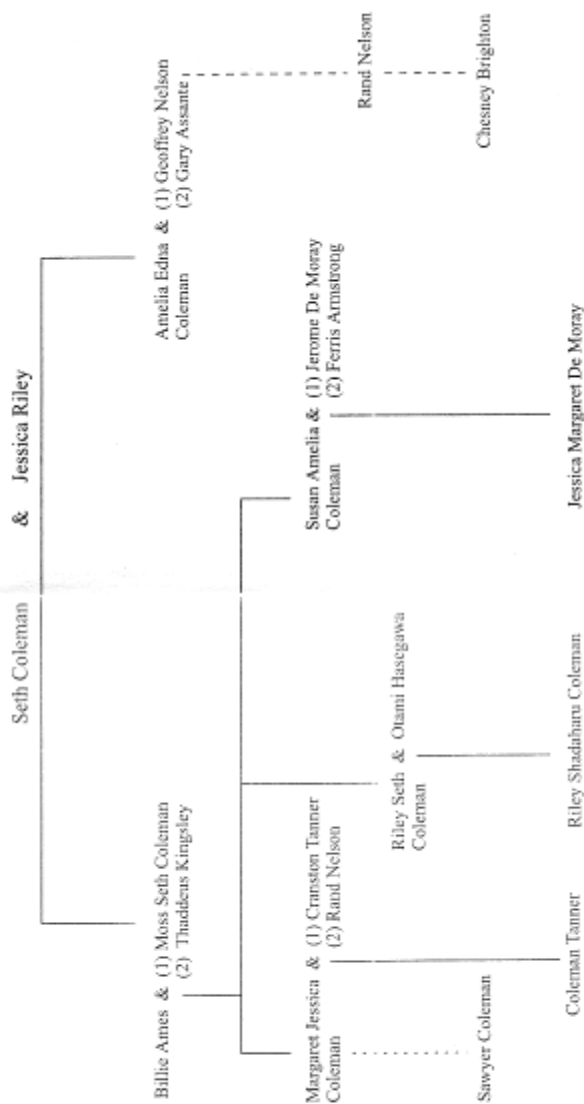 Seth Coleman & Jessica Riley
Billie Ames & (1) Moss Seth Coleman
(2) Thaddeus Kingsley
Amelia Edna & (1) Geoffrey Nelson
Coleman (2) Gary Assante
Margaret Jessica & (1) Cranston Tanner
Coleman (2) Rand Nelson
Susan Amelia & (1) Jerome De Moray
Coleman (2) Ferris Armstrong
Rand Nelson
Riley Seth & Otami Hasegawa
Coleman
Sawyer Coleman
Chesney Brighton
Coleman Tanner
Riley Shadaharu Coleman
Jessica Margaret De Moray